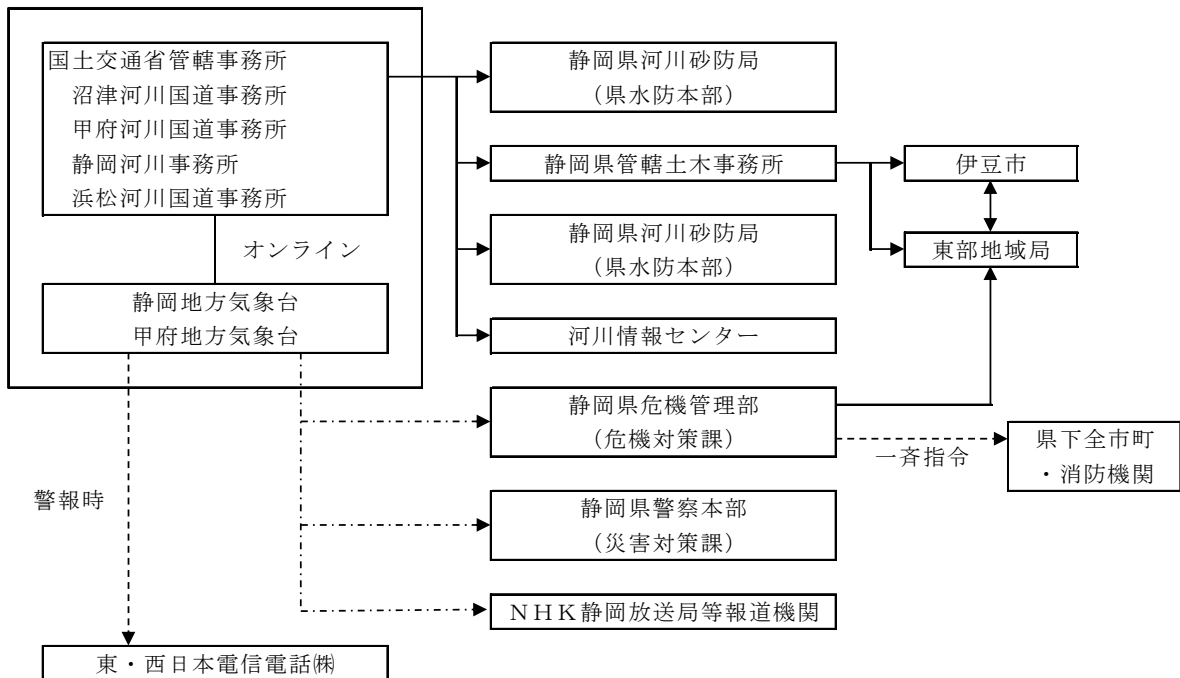 国土交通省管轄事務所
沼津河川国道事務所
甲府河川国道事務所
静岡河川事務所
浜松河川国道事務所
オンライン
静岡地方気象台
甲府地方気象台
警報時
東・西日本電信電話㈱
静岡県河川砂防局
（県水防本部）
静岡県管轄土木事務所
静岡県河川砂防局
（県水防本部）
河川情報センター
静岡県危機管理部
（危機対策課）
静岡県警察本部
（災害対策課）
ＮＨＫ静岡放送局等報道機関
伊豆市
東部地域局
一斉指令
県下全市町
・消防機関